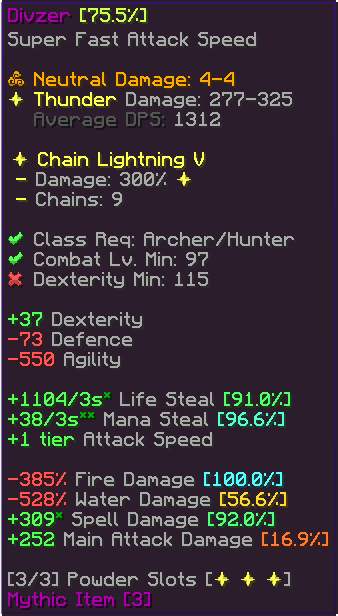 Divzer [75.5%]
Super Fast Attack Speed
Neutral Damage: 4-4
✦ Thunder Damage: 277-325
Average DPS: 1312
✦ Chain Lightning V
- Damage: 300% ✦
- Chains: 9
✔ Class Req: Archer/Hunter
✔ Combat Lv. Min: 97
✖ Dexterity Min: 115
+37 Dexterity
-73 Defence
-550 Agility
+1104/3s* Life Steal [91.0%]
+38/3s** Mana Steal [96.6%]
+1 tier Attack Speed
-385% Fire Damage [100.0%]
-528% Water Damage [56.6%]
+309* Spell Damage [92.0%]
+252 Main Attack Damage [16.9%]
[3/3] Powder Slots [✦ ✦ ✦]
Mythic Item [3]